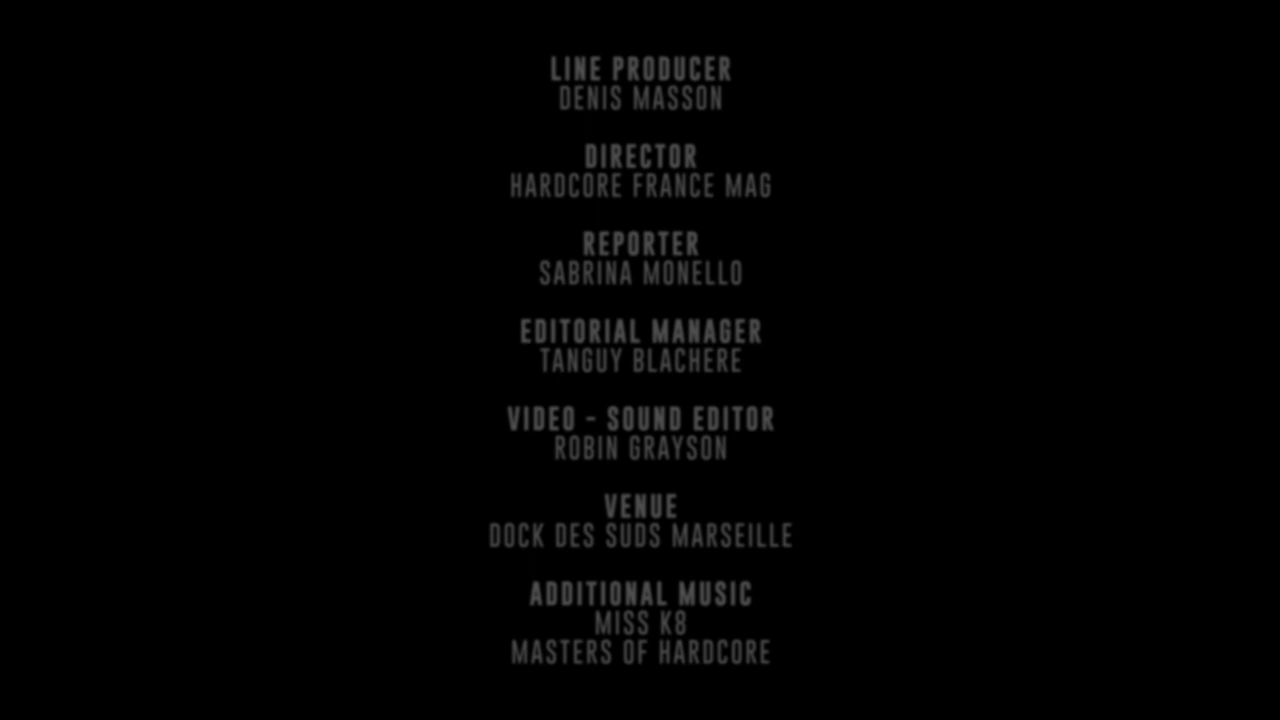 LINE PRODUCER
DENIS MASSON
DIRECTOR
HARDCORE FRANCE MAG
REPORTER
SABRINA MONELLO
EDITORIAL MANAGER
TANGUY BLACHERE
VIDEO - SOUND EDITOR
ROBIN GRAYSON
VENUE
DOCK DES SUDS MARSEILLE
ADDITIONAL MUSIC
MISS K8
MASTERS OF HARDCORE